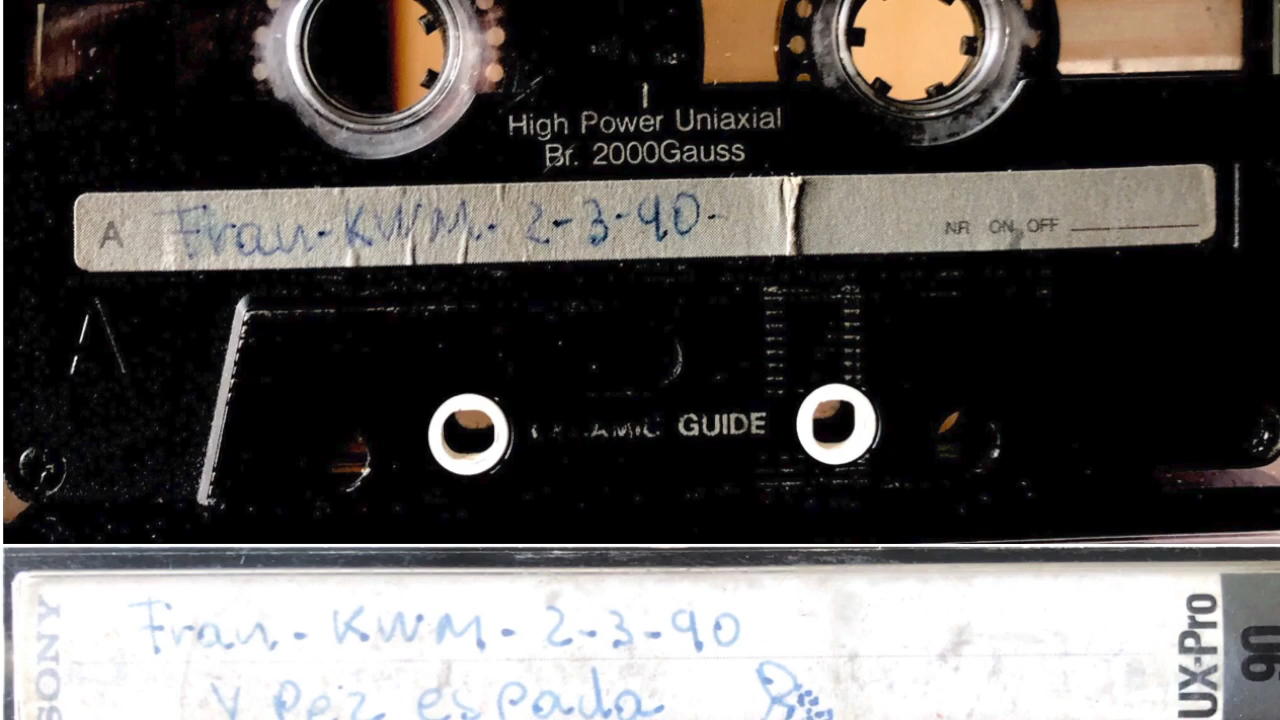 High Power Uniaxial
Br. 2000Gauss
A Fran-KWM- 2-3-90-
NR ON OFF
A
GUIDE
SONY
Fran-KWM-2-3-90
y Pez espada
UX-Pro
90